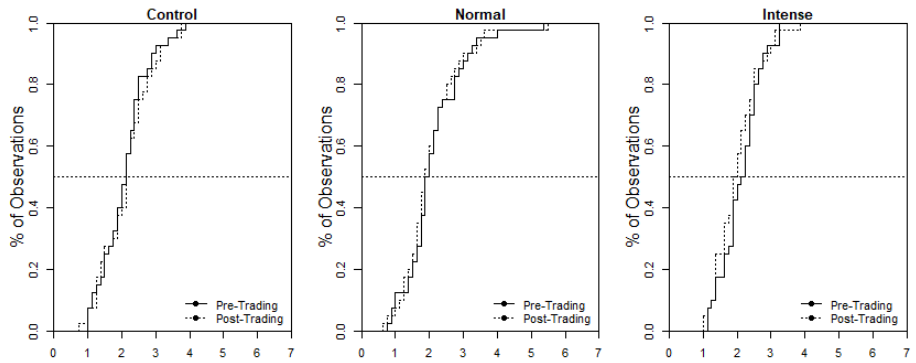 Control
% of Observations
1.0
0.8
0.6
0.4
0.2
0.0
Pre-Trading
Post-Trading
0 1 2 3 4 5 6 7
Normal
% of Observations
1.0
0.8
0.6
0.4
0.2
0.0
Pre-Trading
Post-Trading
0 1 2 3 4 5 6 7
Intense
% of Observations
1.0
0.8
0.6
0.4
0.2
0.0
Pre-Trading
Post-Trading
0 1 2 3 4 5 6 7